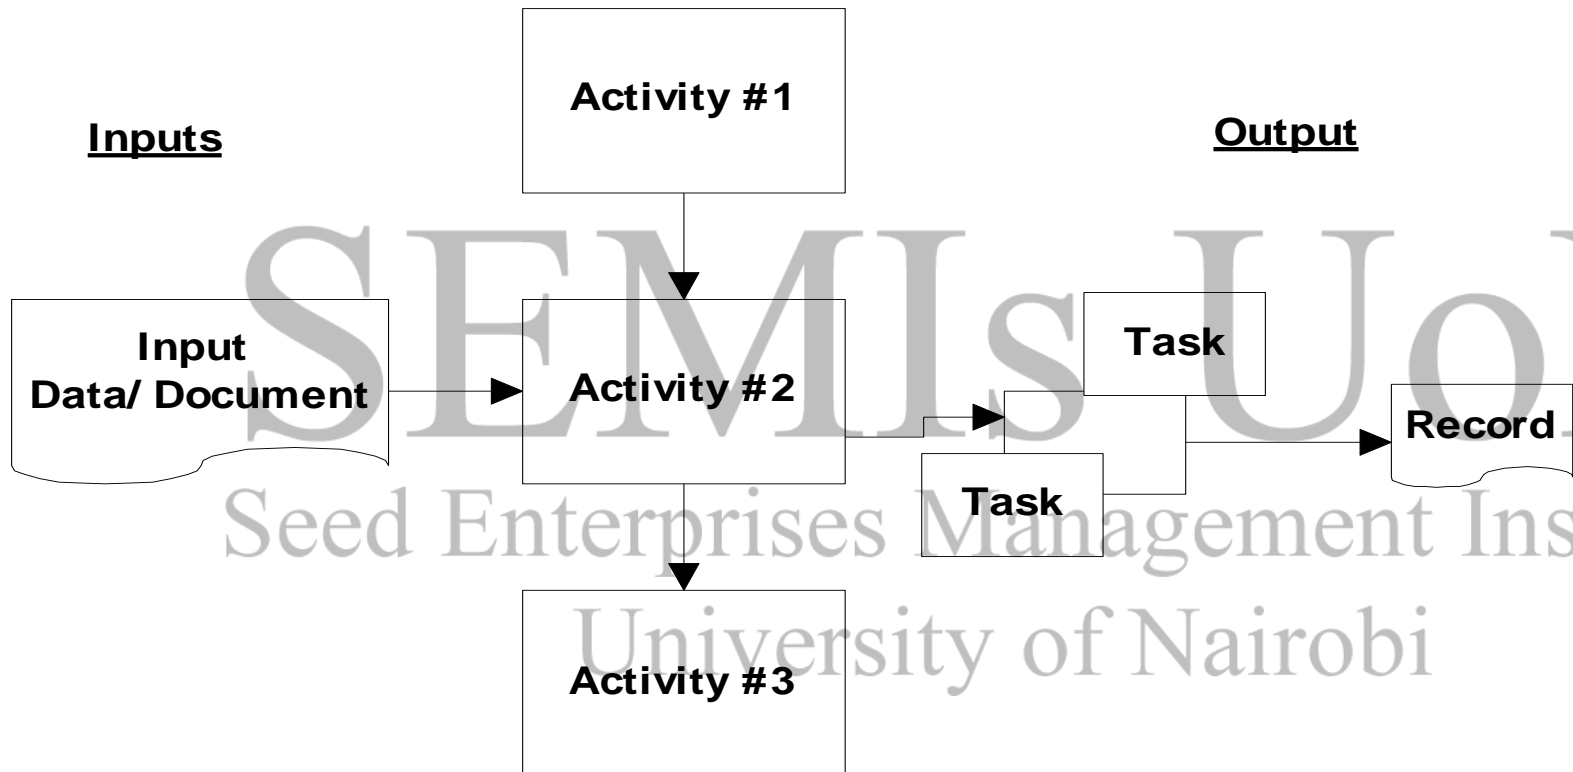 Activity #1
Inputs
Output
Input
Data/ Document
Activity #2
Task
Task
Record
Activity #3
SEMIs Uo
Seed Enterprises Management Ins
University of Nairobi